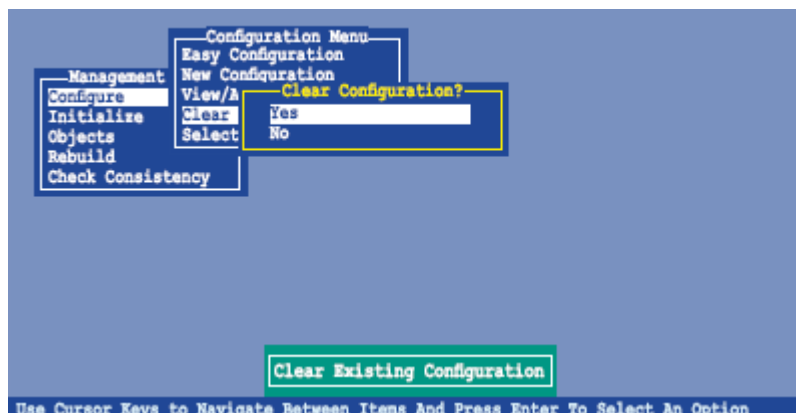 Configuration Menu
Easy Configuration
New Configuration
Management
Clear Configuration?
Configure
View/A
Yes
Initialize
Clear
No
Objects
Select
Rebuild
Check Consistency
Clear Existing Configuration
Use Cursor Keys to Navigate Between Items And Press Enter To Select An Option